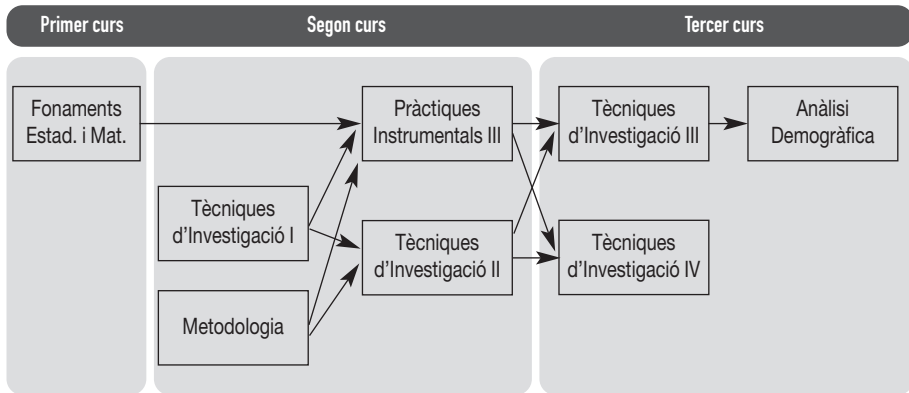 Primer curs
Segon curs
Tercer curs
Fonaments
Estad. i Mat.
Pràctiques
Instrumentals III
Tècniques
d'Investigació III
Anàlisi
Demogràfica
Tècniques
d'Investigació I
Tècniques
d'Investigació II
Tècniques
d'Investigació IV
Metodologia